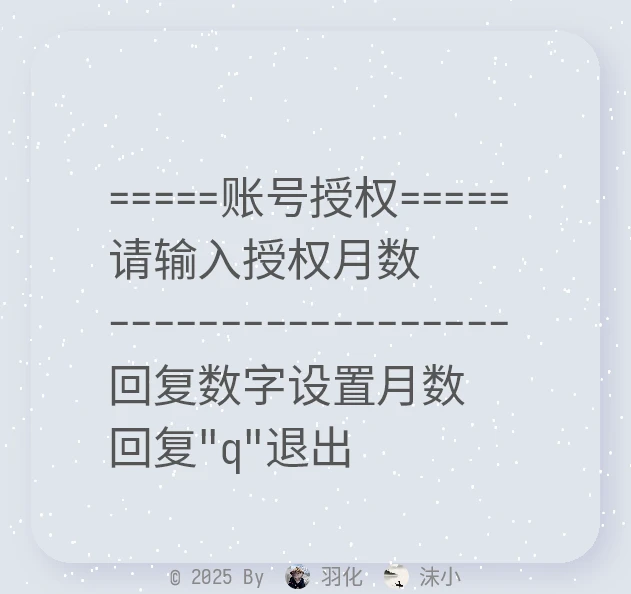 =====账号授权=====
请输入授权月数
------------------
回复数字设置月数
回复"q"退出
© 2025 By 羽化 沫小